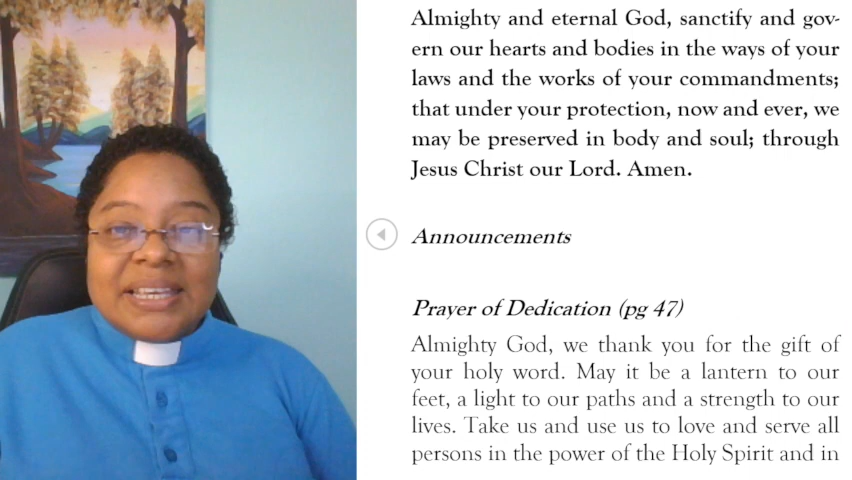 Almighty and eternal God, sanctify and gov-
ern our hearts and bodies in the ways of your
laws and the works of your commandments;
that under your protection, now and ever, we
may be preserved in body and soul; through
Jesus Christ our Lord. Amen.
Announcements
Prayer of Dedication (pg 47)
Almighty God, we thank you for the gift of
your holy word. May it be a lantern to our
feet, a light to our paths and a strength to our
lives. Take us and use us to love and serve all
persons in the power of the Holy Spirit and in